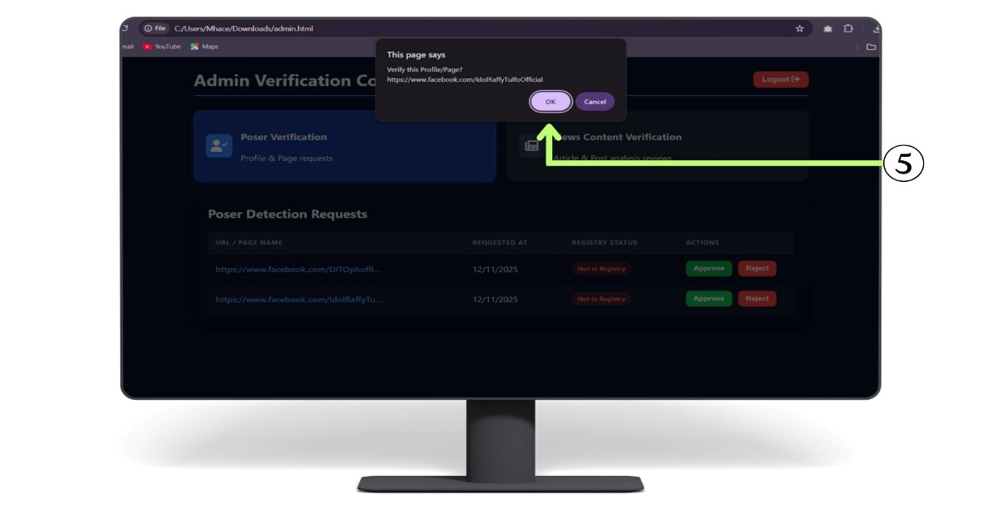 File C:/Users/Mhace/Downloads/admin.html
mail YouTube Maps
This page says
Verify this Profile/Page?
https://www.facebook.com/IdolRaffyTulfoOfficial
OK Cancel
Admin Verification Co
Logout
Poser Verification
Profile & Page requests
News Content Verification
Article & Post analysis reviews
5
Poser Detection Requests
URL / PAGE NAME REQUESTED AT REGISTRY STATUS ACTIONS
https://www.facebook.com/DITOphoffi... 12/11/2025 Not in Registry Approve Reject
https://www.facebook.com/IdolRaffyTu... 12/11/2025 Not in Registry Approve Reject